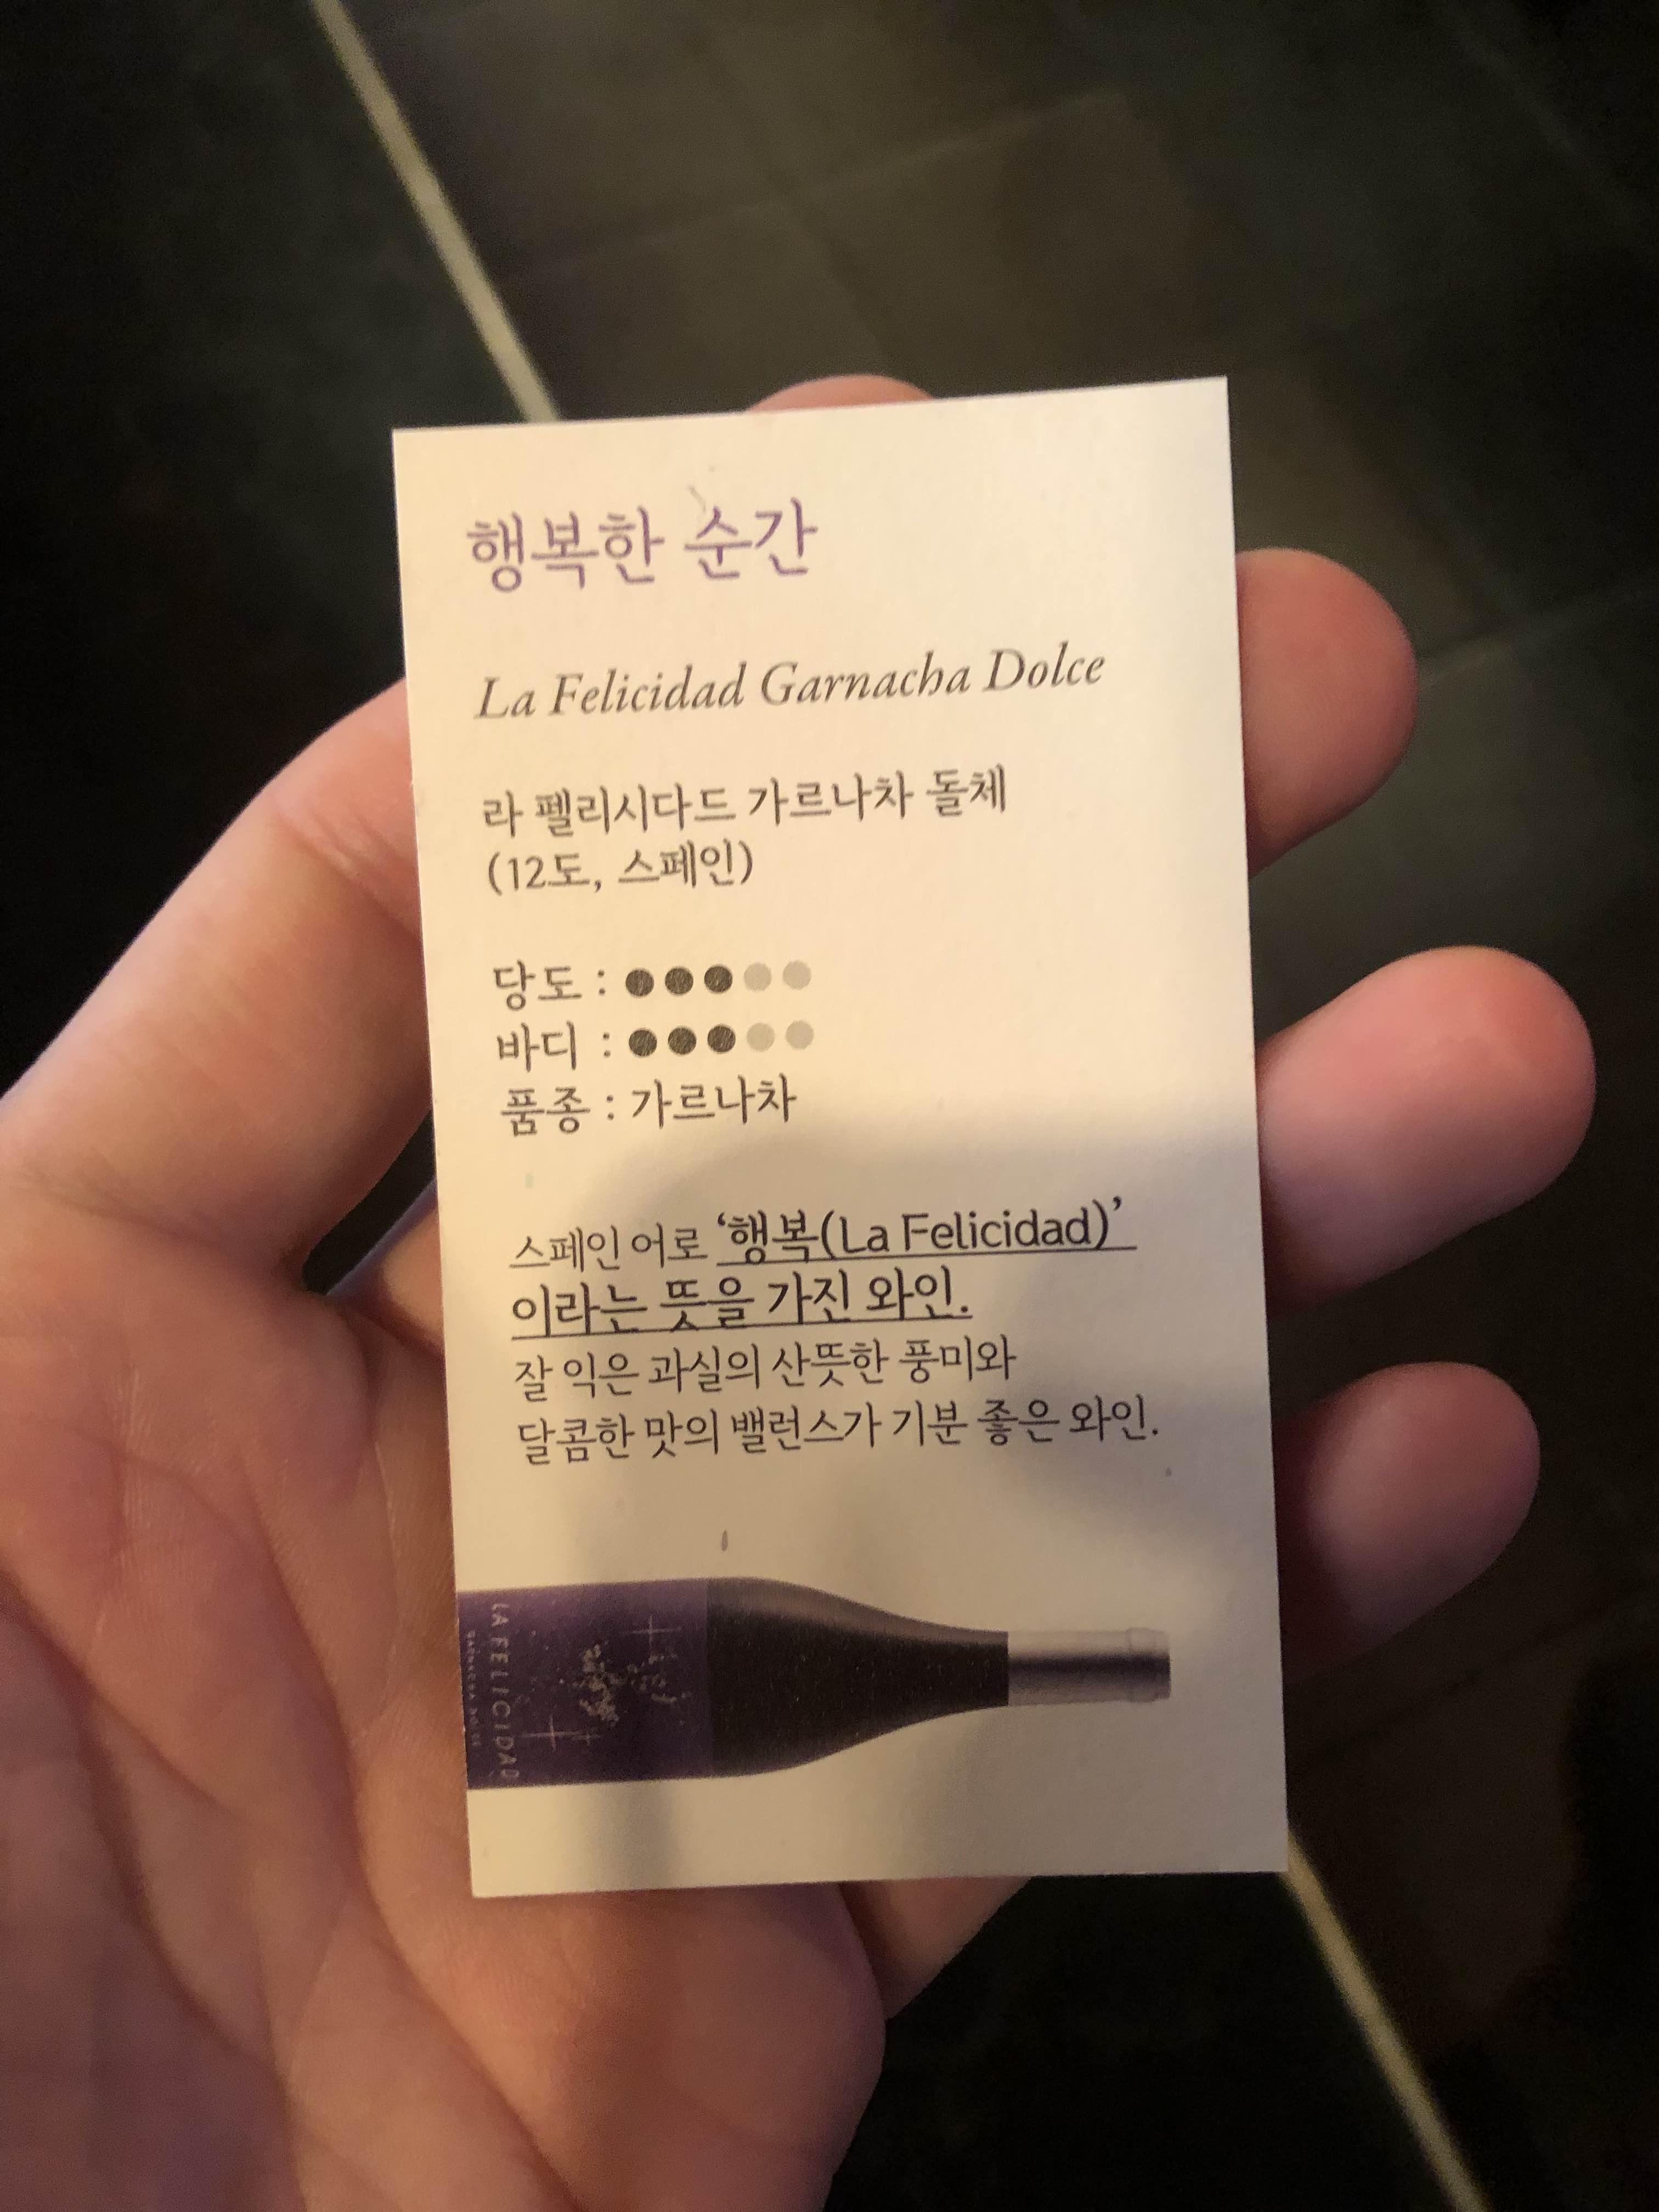 행복한 순간
La Felicidad Garnacha Dolce
라 펠리시다드 가르나차 돌체
(12도, 스페인)
당도 : ●●●●●
바디 : ●●●●●
품종 : 가르나차
스페인어로 ‘행복(La Felicidad)’
이라는 뜻을 가진 와인.
잘 익은 과실의 산뜻한 풍미와
달콤한 맛의 밸런스가 기분 좋은 와인.
LA FELICIDAD
GARNACHA DOLCE